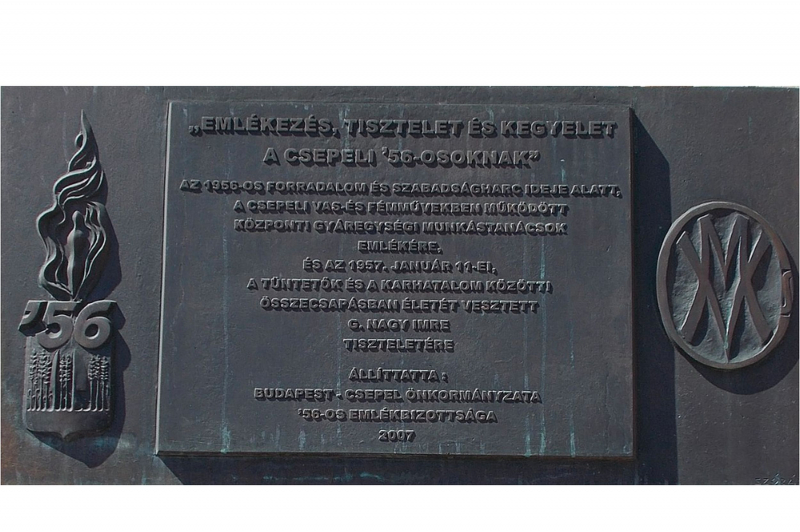 „EMLÉKEZÉS, TISZTELET ÉS KEGYELET
A CSEPELI '56-OSOKNAK”
AZ 1956-OS FORRADALOM ÉS SZABADSÁGHARC IDEJE ALATT,
A CSEPELI VAS-ÉS FÉMMŰVEKBEN MŰKÖDÖTT
KÖZPONTI GYÁREGYSÉGI MUNKÁSTANÁCSOK
EMLÉKÉRE,
ÉS AZ 1957. JANUÁR 11-EI,
A TÜNTETŐK ÉS A KARHATALOM KÖZÖTTI
ÖSSZECSAPÁSBAN ÉLETÉT VESZTETT
G. NAGY IMRE
TISZTELETÉRE
ÁLLÍTTATTA :
BUDAPEST - CSEPEL ÖNKORMÁNYZATA
'56-OS EMLÉKBIZOTTSÁGA
2007
'56